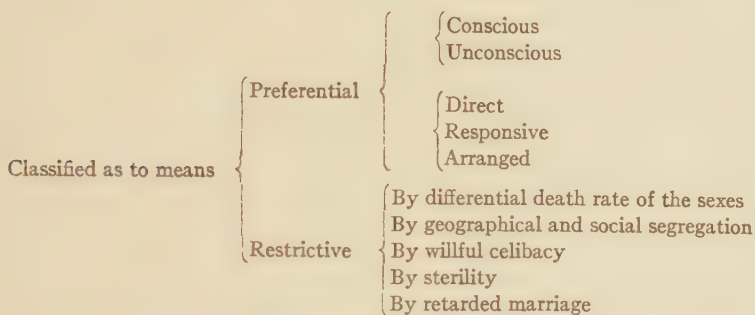 Conscious
Unconscious
Preferential
Direct
Responsive
Arranged
Classified as to means
By differential death rate of the sexes
By geographical and social segregation
Restrictive
By willful celibacy
By sterility
By retarded marriage